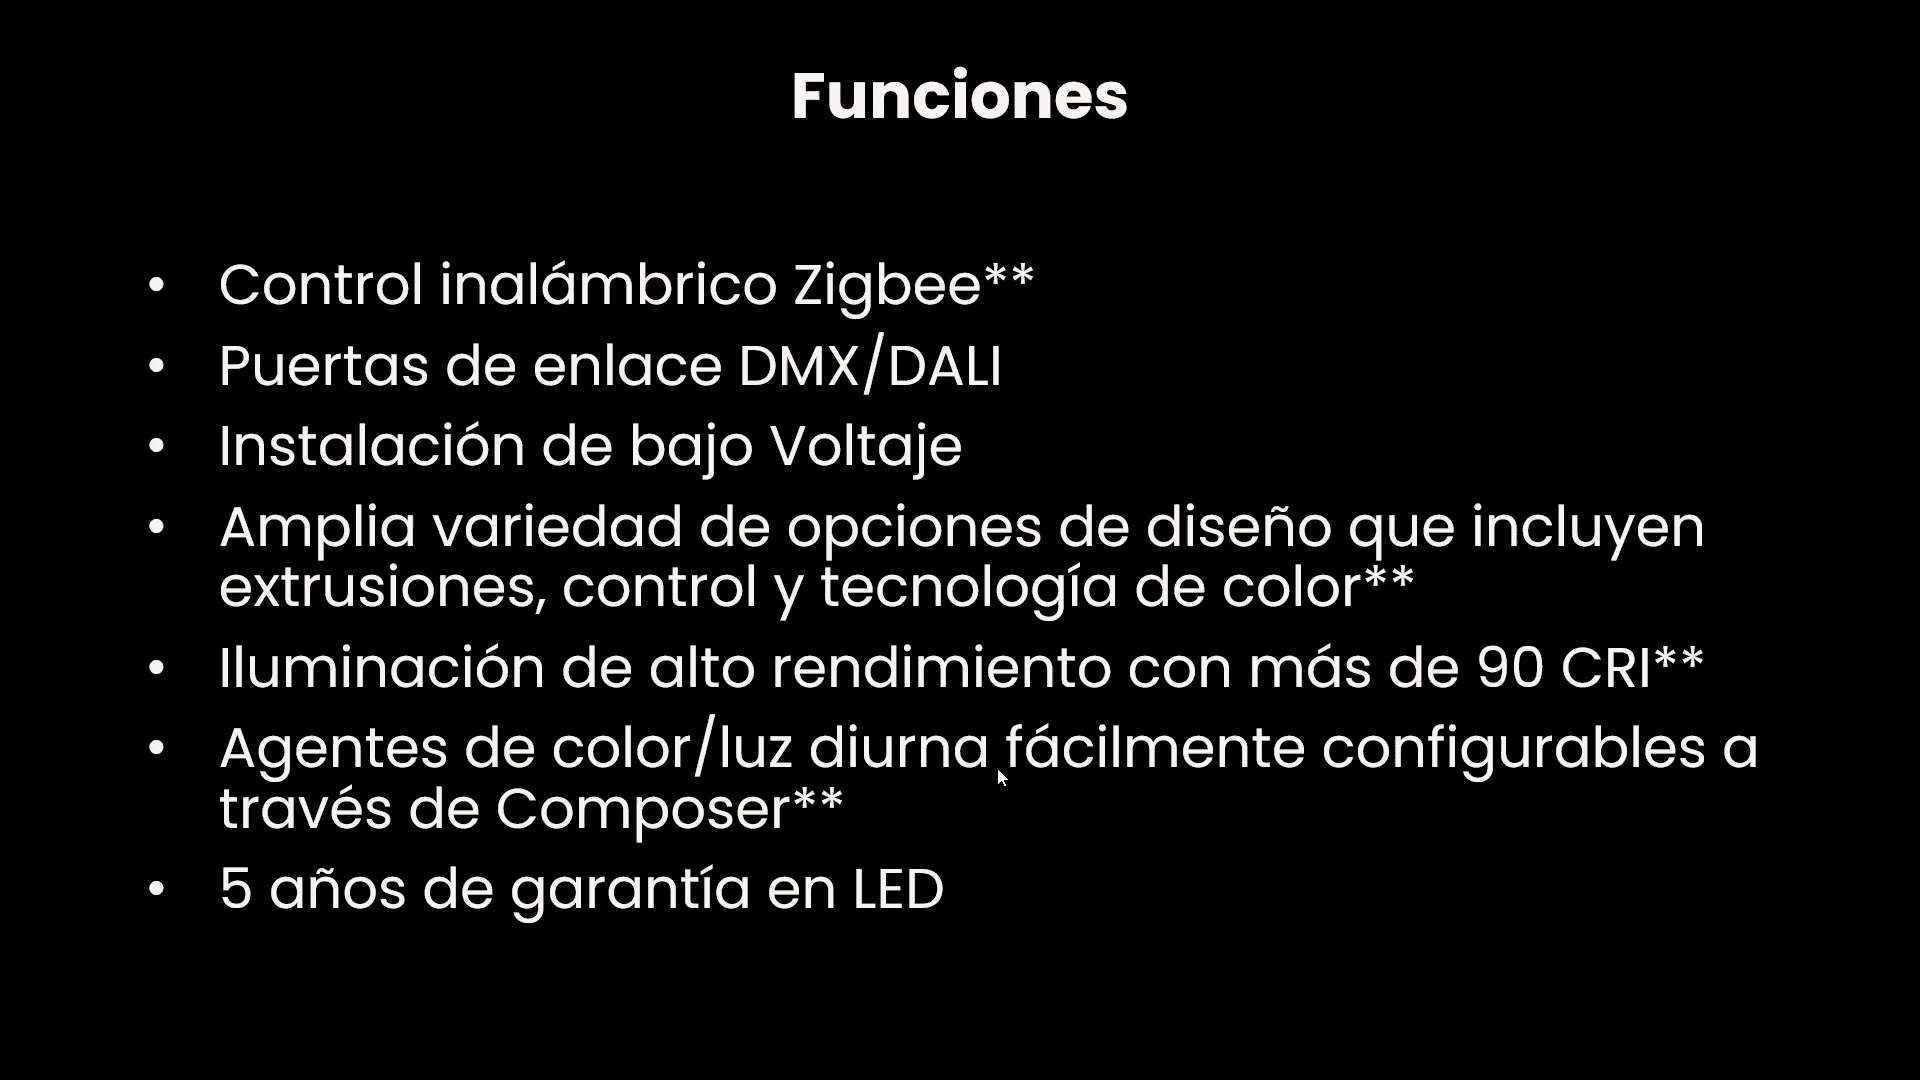 Funciones
• Control inalámbrico Zigbee**
• Puertas de enlace DMX/DALI
• Instalación de bajo Voltaje
• Amplia variedad de opciones de diseño que incluyen
extrusiones, control y tecnología de color**
• Iluminación de alto rendimiento con más de 90 CRI**
• Agentes de color/luz diurna fácilmente configurables a
través de Composer**
• 5 años de garantía en LED